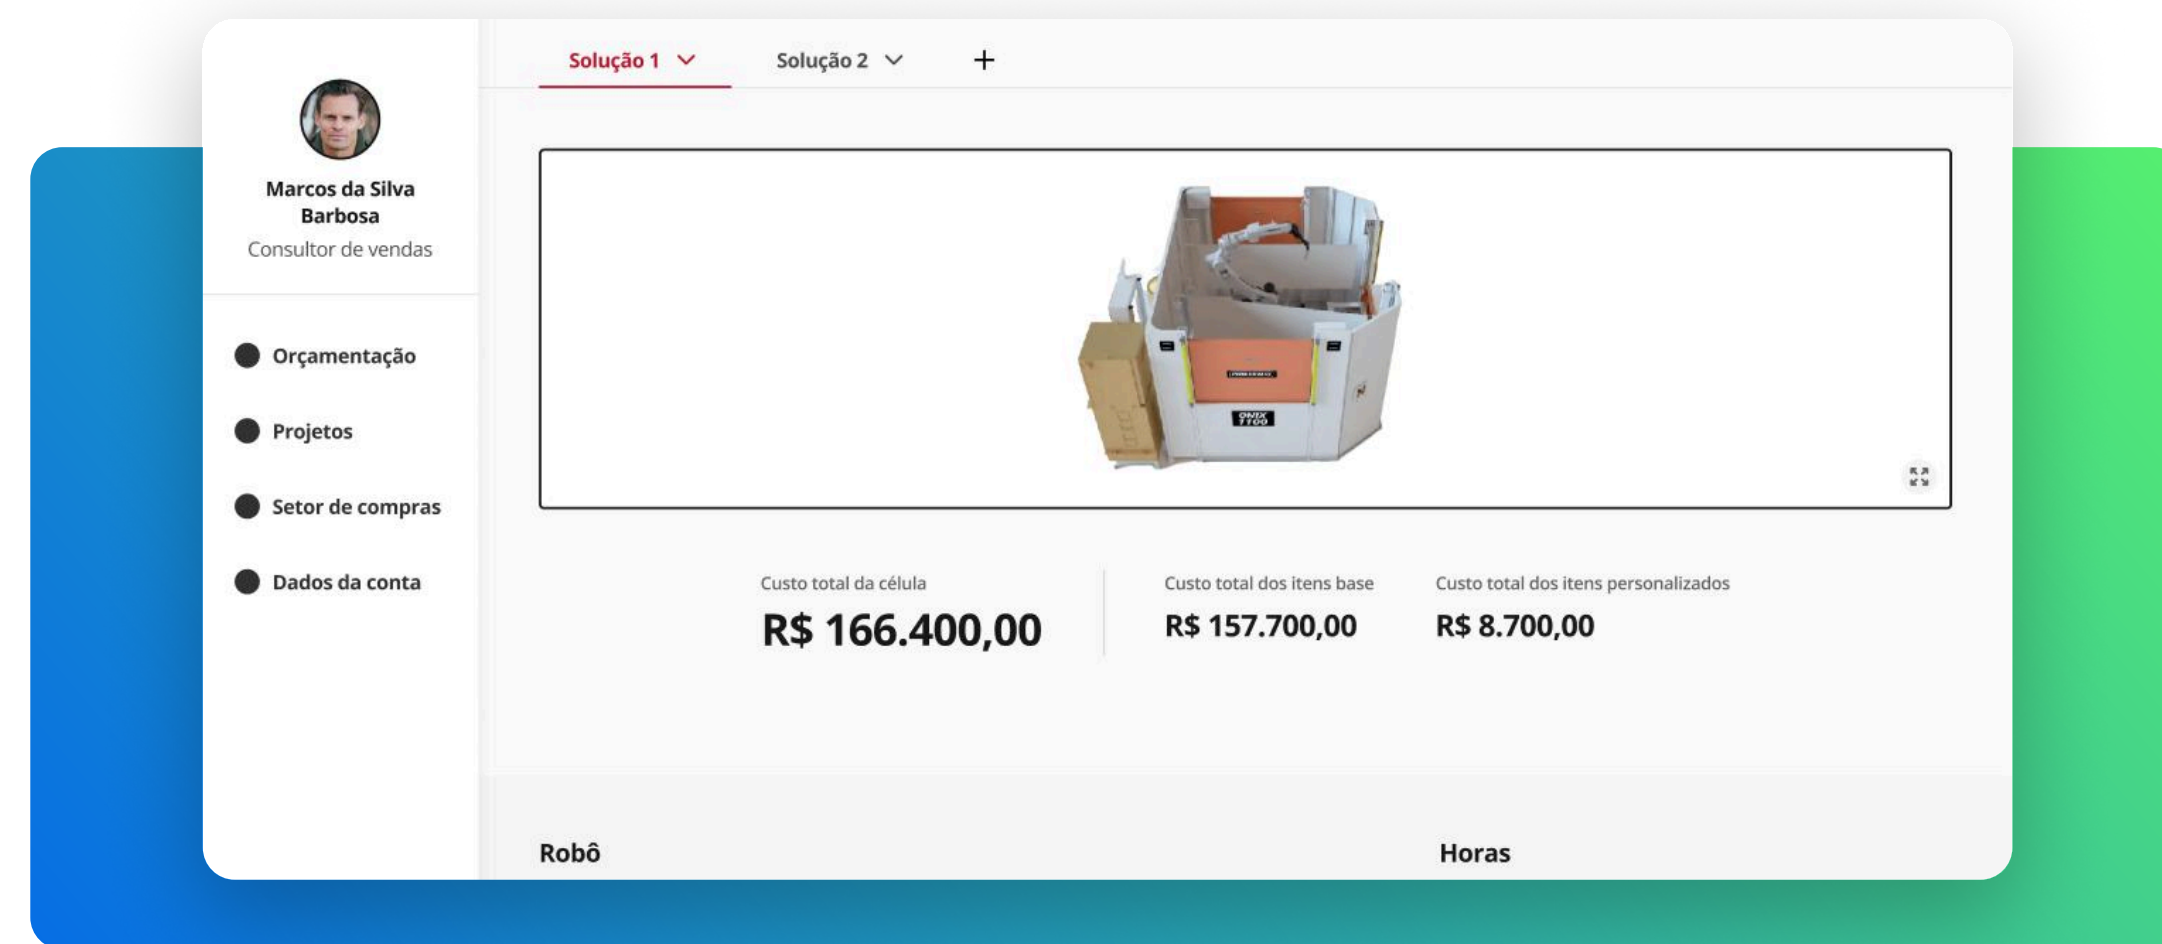 Solução 1
Solução 2
Marcos da Silva
Barbosa
Consultor de vendas
Orçamentação
Projetos
Setor de compras
Dados da conta
ONIX
1100
Custo total da célula
R$ 166.400,00
Custo total dos itens base
R$ 157.700,00
Custo total dos itens personalizados
R$ 8.700,00
Robô
Horas